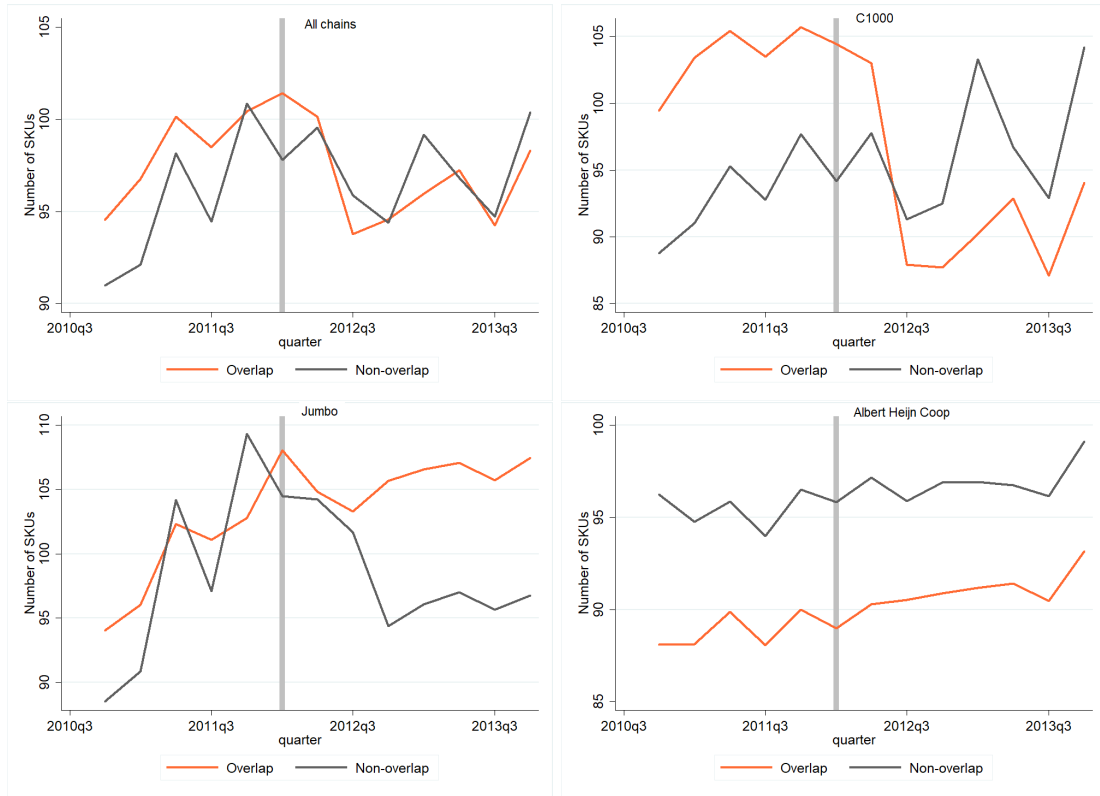 All chains
Number of SKUs
105
100
95
90
2010q3 2011q3 2012q3 2013q3
quarter
Overlap Non-overlap
C1000
Number of SKUs
105
100
95
90
85
2010q3 2011q3 2012q3 2013q3
quarter
Overlap Non-overlap
Jumbo
Number of SKUs
110
105
100
95
90
2010q3 2011q3 2012q3 2013q3
quarter
Overlap Non-overlap
Albert Heijn Coop
Number of SKUs
100
95
90
85
2010q3 2011q3 2012q3 2013q3
quarter
Overlap Non-overlap